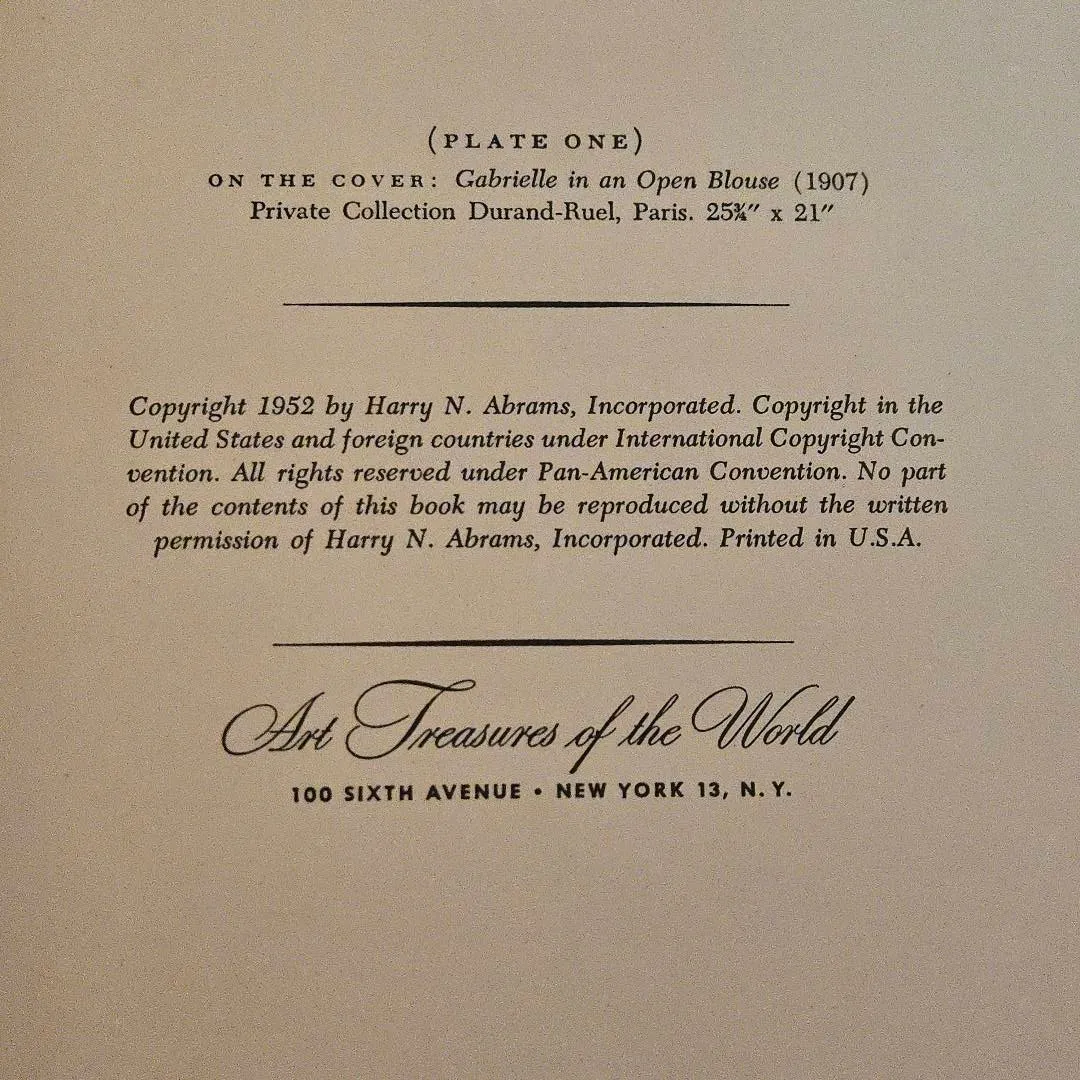 (PLATE ONE)
ON THE COVER: Gabrielle in an Open Blouse (1907)
Private Collection Durand-Ruel, Paris. 25¾" x 21"
Copyright 1952 by Harry N. Abrams, Incorporated. Copyright in the
United States and foreign countries under International Copyright Con-
vention. All rights reserved under Pan-American Convention. No part
of the contents of this book may be reproduced without the written
permission of Harry N. Abrams, Incorporated. Printed in U.S.A.
Art Treasures of the World
100 SIXTH AVENUE • NEW YORK 13, N. Y.